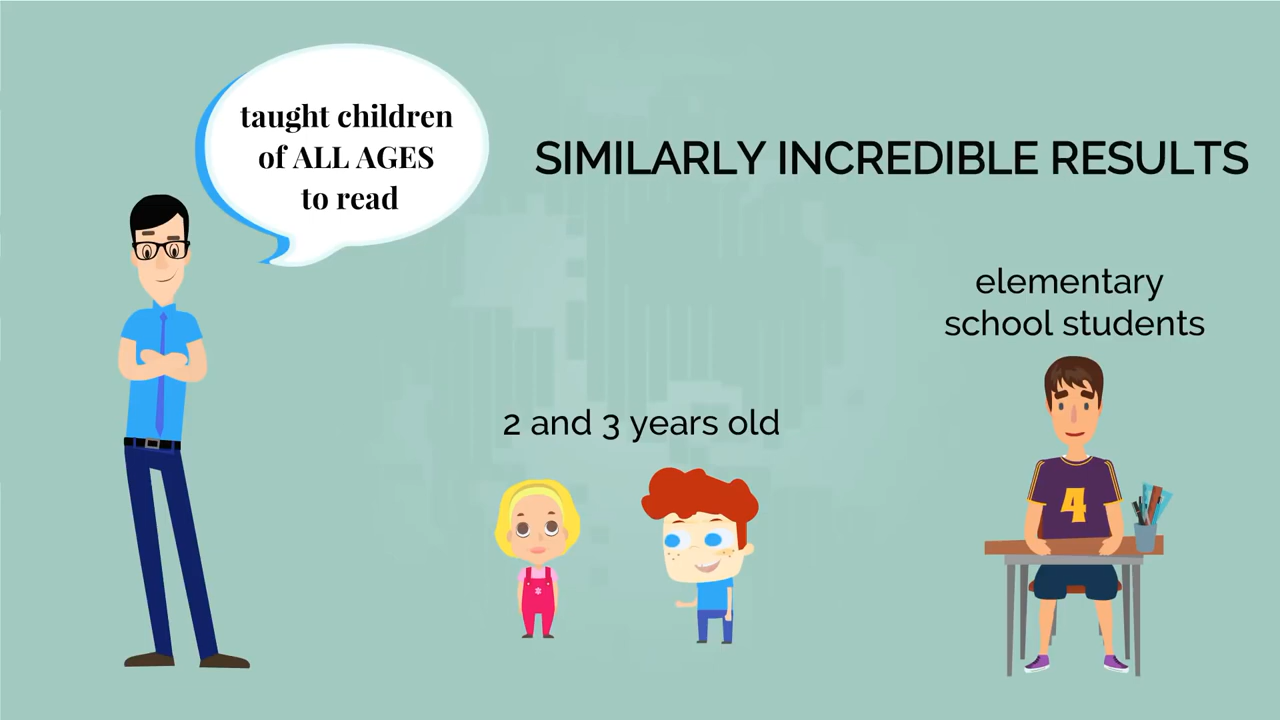 taught children
of ALL AGES
to read
SIMILARLY INCREDIBLE RESULTS
elementary
school students
2 and 3 years old
4